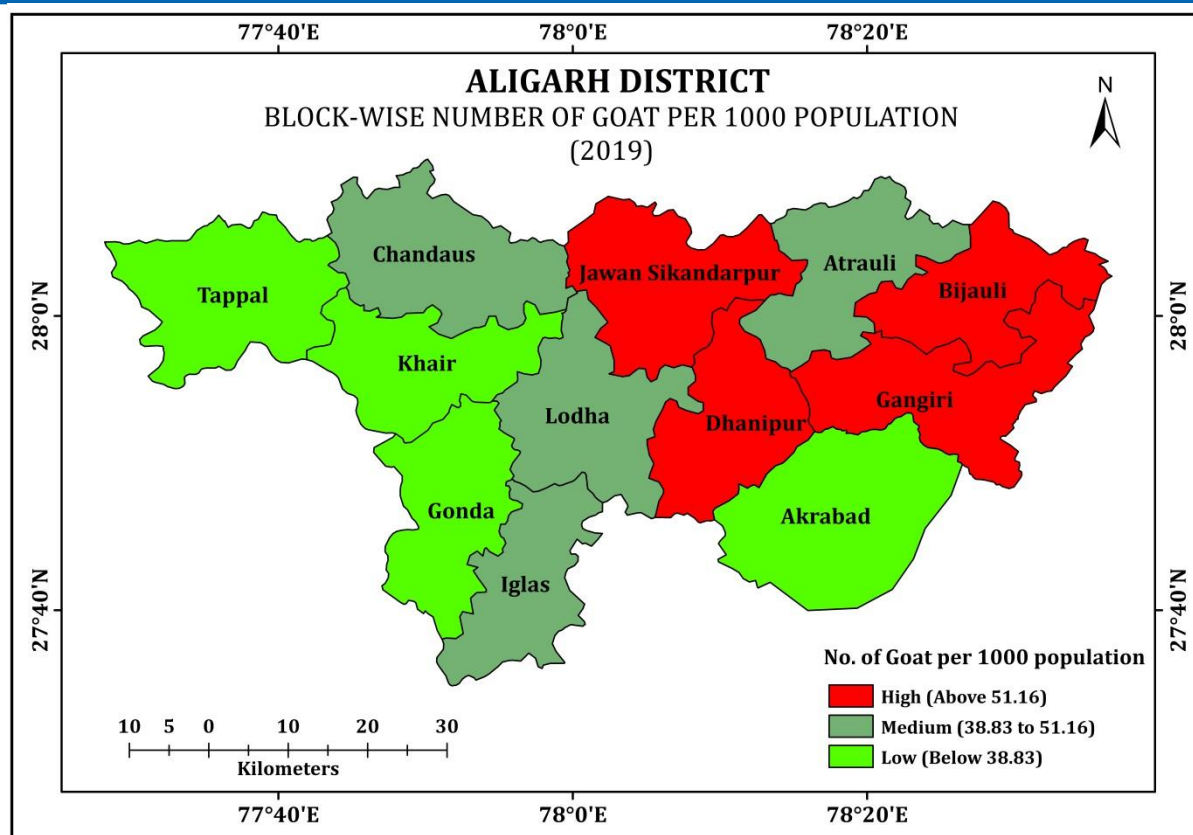 77°40'E 78°0'E 78°20'E
ALIGARH DISTRICT
BLOCK-WISE NUMBER OF GOAT PER 1000 POPULATION
(2019)
N
Chandaus
Jawan Sikandarpur
Atrauli
Tappal
Bijauli
28°0'N 28°0'N
Khair
Gangiri
Lodha
Dhanipur
Gonda
Akrabad
Iglas
27°40'N 27°40'N
No. of Goat per 1000 population
High (Above 51.16)
Medium (38.83 to 51.16)
Low (Below 38.83)
10 5 0 10 20 30
Kilometers
77°40'E 78°0'E 78°20'E